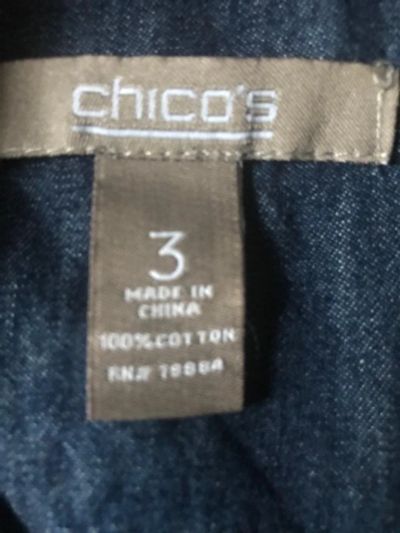 chico's
3
MADE IN
CHINA
100% COTTON
RN#